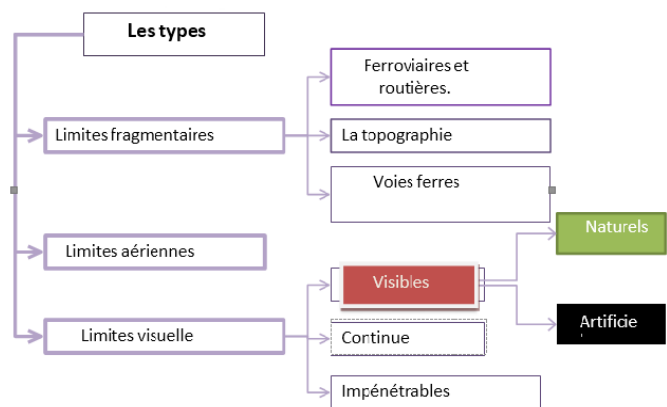 Les types
Limites fragmentaires
Ferroviaires et
routières.
La topographie
Voies ferres
Limites aériennes
Limites visuelle
Visibles
Continue
Impénétrables
Naturels
Artificie